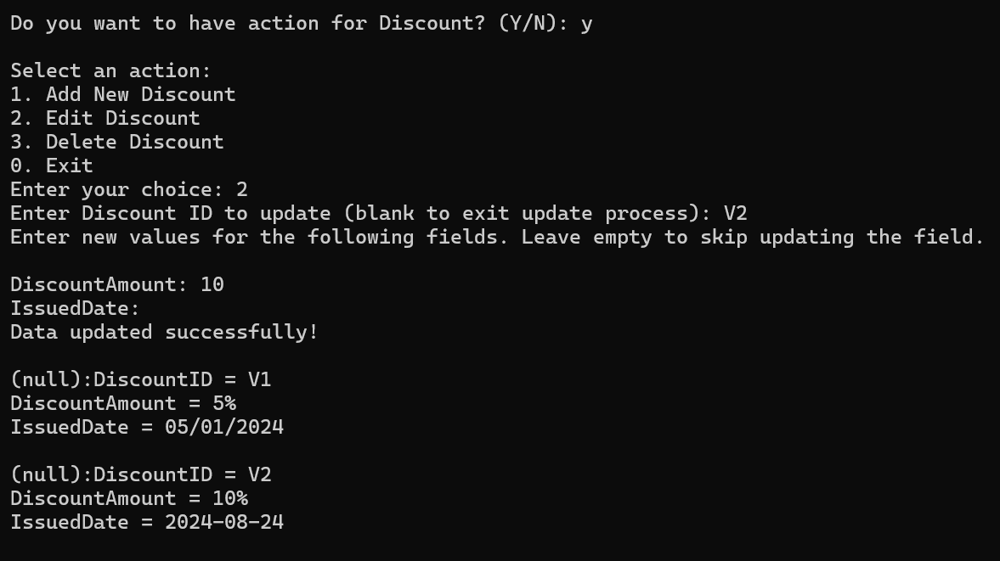 Do you want to have action for Discount? (Y/N): y
Select an action:
1. Add New Discount
2. Edit Discount
3. Delete Discount
0. Exit
Enter your choice: 2
Enter Discount ID to update (blank to exit update process): V2
Enter new values for the following fields. Leave empty to skip updating the field.
DiscountAmount: 10
IssuedDate:
Data updated successfully!
(null):DiscountID = V1
DiscountAmount = 5%
IssuedDate = 05/01/2024
(null):DiscountID = V2
DiscountAmount = 10%
IssuedDate = 2024-08-24